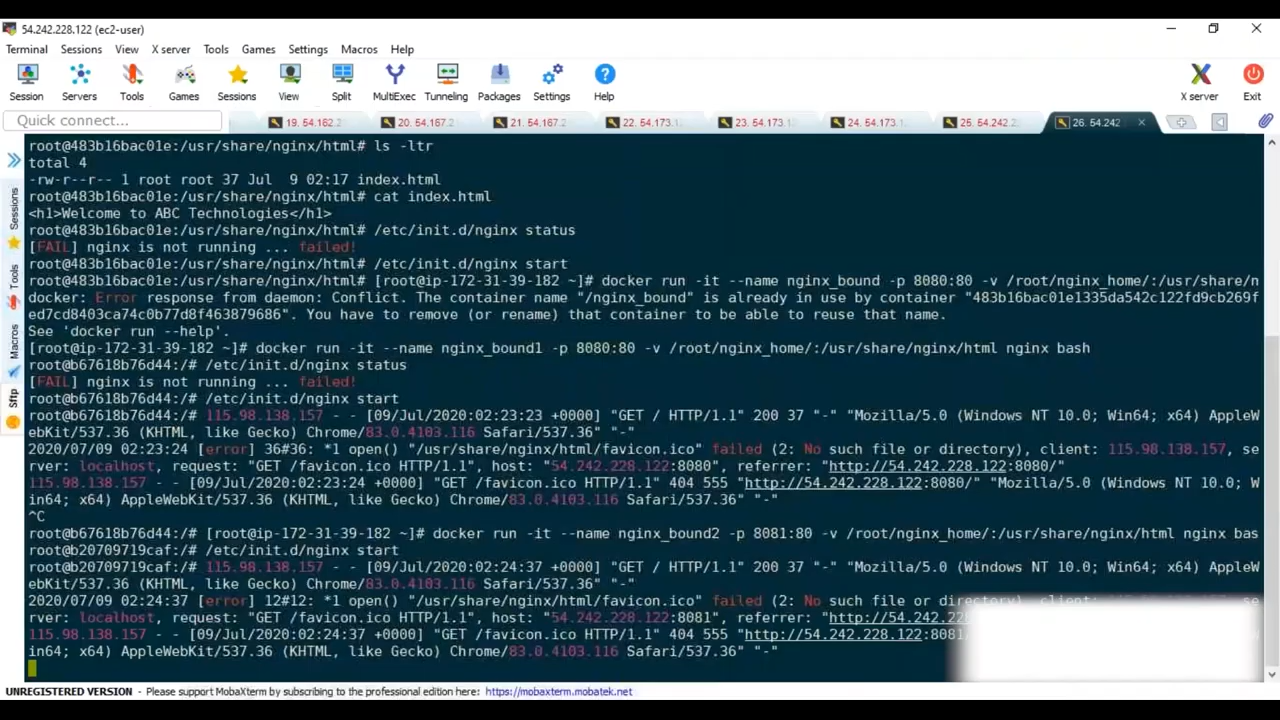 54.242.228.122 (ec2-user)
Terminal Sessions View X server Tools Games Settings Macros Help
Session Servers Tools Games Sessions View Split MultiExec Tunneling Packages Settings Help X server Exit
Quick connect... 19. 54.162.2 20. 54.167.2 21. 54.167.2 22. 54.173.1 23. 54.173.1 24. 54.173.1 25. 54.242.2 26. 54.242
Sessions
Tools
Macros
Sftp
root@483b16bac01e:/usr/share/nginx/html# ls -ltr
total 4
-rw-r--r-- 1 root root 37 Jul  9 02:17 index.html
root@483b16bac01e:/usr/share/nginx/html# cat index.html
<h1>Welcome to ABC Technologies</h1>
root@483b16bac01e:/usr/share/nginx/html# /etc/init.d/nginx status
[FAIL] nginx is not running ... failed!
root@483b16bac01e:/usr/share/nginx/html# /etc/init.d/nginx start
root@483b16bac01e:/usr/share/nginx/html# [root@ip-172-31-39-182 ~]# docker run -it --name nginx_bound -p 8080:80 -v /root/nginx_home/:/usr/share/n
docker: Error response from daemon: Conflict. The container name "/nginx_bound" is already in use by container "483b16bac01e1335da542c122fd9cb269f
ed7cd8403ca74c0b77d8f463879686". You have to remove (or rename) that container to be able to reuse that name.
See 'docker run --help'.
[root@ip-172-31-39-182 ~]# docker run -it --name nginx_bound1 -p 8080:80 -v /root/nginx_home/:/usr/share/nginx/html nginx bash
root@b67618b76d44:/# /etc/init.d/nginx status
[FAIL] nginx is not running ... failed!
root@b67618b76d44:/# /etc/init.d/nginx start
root@b67618b76d44:/# 115.98.138.157 - - [09/Jul/2020:02:23:23 +0000] "GET / HTTP/1.1" 200 37 "-" "Mozilla/5.0 (Windows NT 10.0; Win64; x64) AppleW
ebKit/537.36 (KHTML, like Gecko) Chrome/83.0.4103.116 Safari/537.36" "-"
2020/07/09 02:23:24 [error] 36#36: *1 open() "/usr/share/nginx/html/favicon.ico" failed (2: No such file or directory), client: 115.98.138.157, se
rver: localhost, request: "GET /favicon.ico HTTP/1.1", host: "54.242.228.122:8080", referrer: "http://54.242.228.122:8080/"
115.98.138.157 - - [09/Jul/2020:02:23:24 +0000] "GET /favicon.ico HTTP/1.1" 404 555 "http://54.242.228.122:8080/" "Mozilla/5.0 (Windows NT 10.0; W
in64; x64) AppleWebKit/537.36 (KHTML, like Gecko) Chrome/83.0.4103.116 Safari/537.36" "-"
^C
root@b67618b76d44:/# [root@ip-172-31-39-182 ~]# docker run -it --name nginx_bound2 -p 8081:80 -v /root/nginx_home/:/usr/share/nginx/html nginx bas
root@b20709719caf:/# /etc/init.d/nginx start
root@b20709719caf:/# 115.98.138.157 - - [09/Jul/2020:02:24:37 +0000] "GET / HTTP/1.1" 200 37 "-" "Mozilla/5.0 (Windows NT 10.0; Win64; x64) AppleW
ebKit/537.36 (KHTML, like Gecko) Chrome/83.0.4103.116 Safari/537.36" "-"
2020/07/09 02:24:37 [error] 12#12: *1 open() "/usr/share/nginx/html/favicon.ico" failed (2: No such file or directory), client: 115.98.138.157, se
rver: localhost, request: "GET /favicon.ico HTTP/1.1", host: "54.242.228.122:8081", referrer: "http://54.242.22
115.98.138.157 - - [09/Jul/2020:02:24:37 +0000] "GET /favicon.ico HTTP/1.1" 404 555 "http://54.242.228.122:8081/ W
in64; x64) AppleWebKit/537.36 (KHTML, like Gecko) Chrome/83.0.4103.116 Safari/537.36" "-"
UNREGISTERED VERSION - Please support MobaXterm by subscribing to the professional edition here: https://mobaxterm.mobatek.net